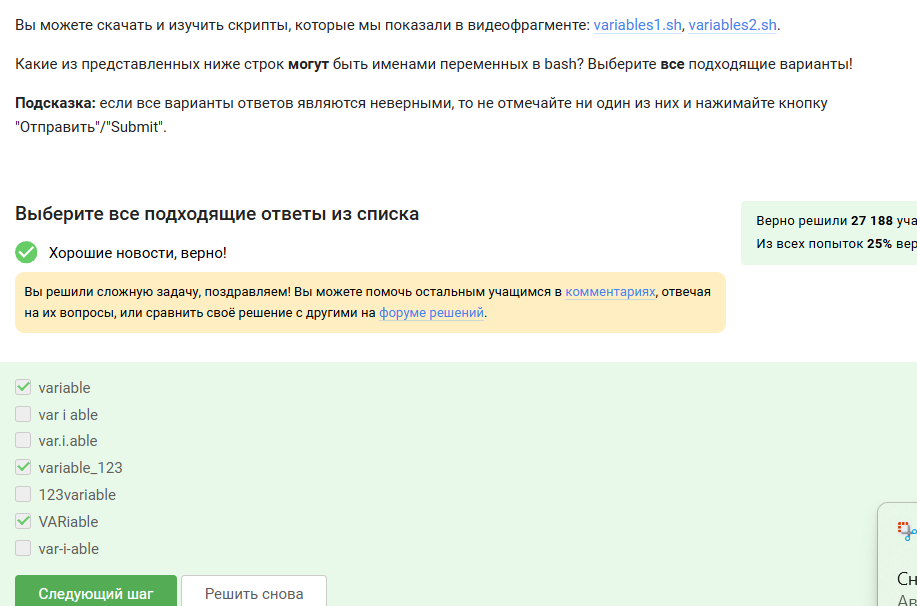 Вы можете скачать и изучить скрипты, которые мы показали в видеофрагменте: variables1.sh, variables2.sh.
Какие из представленных ниже строк могут быть именами переменных в bash? Выберите все подходящие варианты!
Подсказка: если все варианты ответов являются неверными, то не отмечайте ни один из них и нажимайте кнопку
"Отправить"/"Submit".
Выберите все подходящие ответы из списка
Верно решили 27 188 уча
Из всех попыток 25% вер
Хорошие новости, верно!
Вы решили сложную задачу, поздравляем! Вы можете помочь остальным учащимся в комментариях, отвечая
на их вопросы, или сравнить своё решение с другими на форуме решений.
variable
var i able
var.i.able
variable_123
123variable
VARiable
var-i-able
Следующий шаг
Решить снова
Сн
Ав